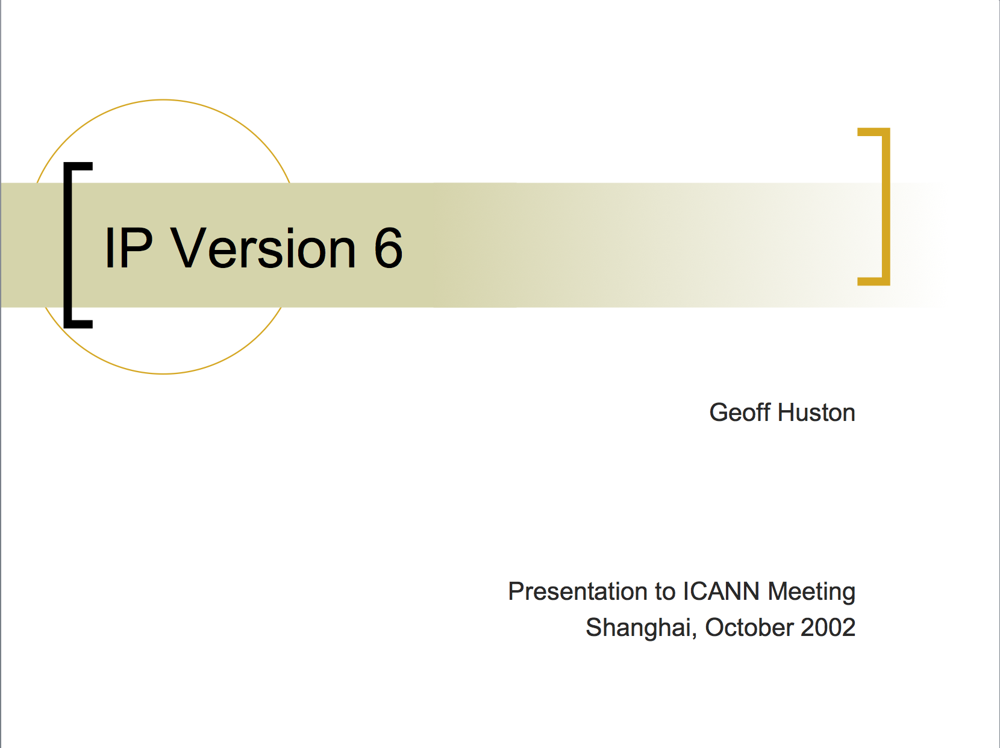 IP Version 6
Geoff Huston
Presentation to ICANN Meeting
Shanghai, October 2002